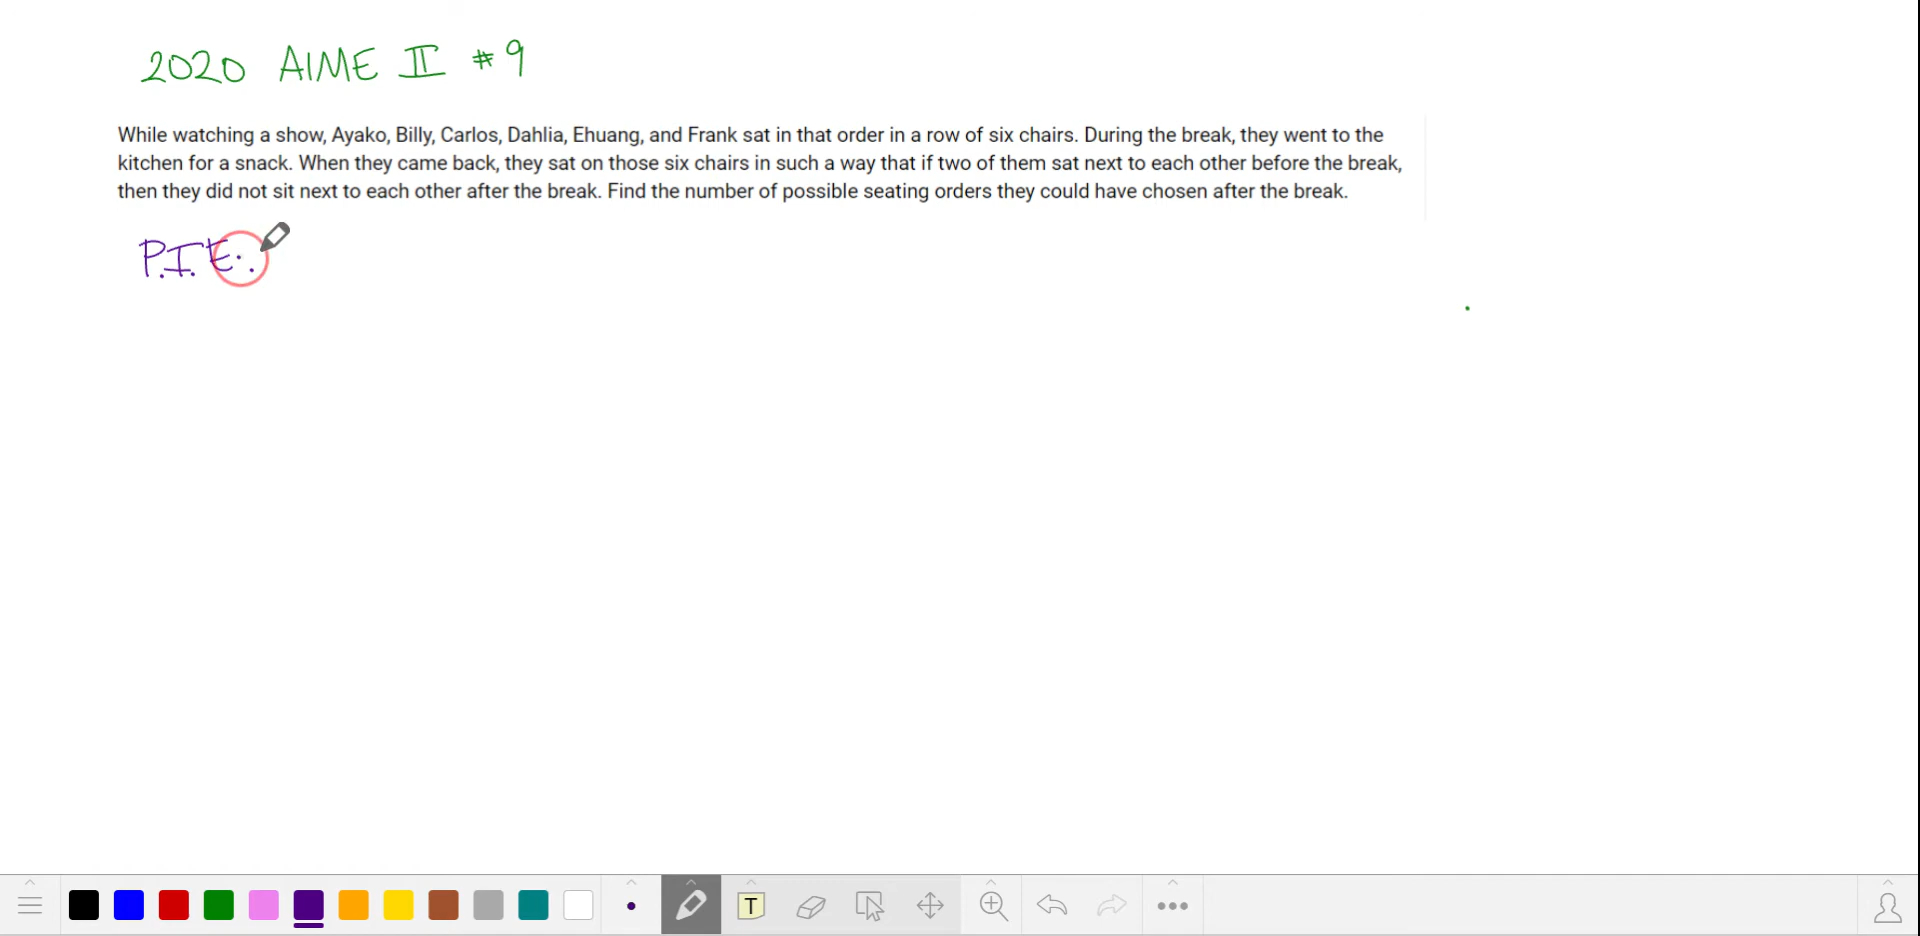 2020 AIME II #9
While watching a show, Ayako, Billy, Carlos, Dahlia, Ehuang, and Frank sat in that order in a row of six chairs. During the break, they went to the
kitchen for a snack. When they came back, they sat on those six chairs in such a way that if two of them sat next to each other before the break,
then they did not sit next to each other after the break. Find the number of possible seating orders they could have chosen after the break.
P.I.E:.
T